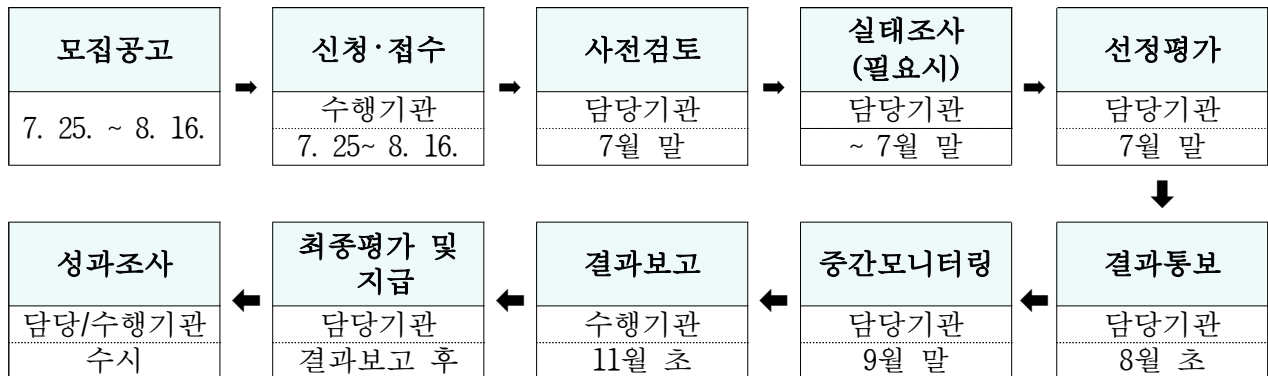 모집공고
7. 25. ~ 8. 16.
➡
신청·접수
수행기관
7. 25~ 8. 16.
➡
사전검토
담당기관
7월 말
➡
실태조사
(필요시)
담당기관
~ 7월 말
➡
선정평가
담당기관
7월 말
⬇
결과통보
담당기관
8월 초
⬅
중간모니터링
담당기관
9월 말
⬅
결과보고
수행기관
11월 초
⬅
최종평가 및
지급
담당기관
결과보고 후
⬅
성과조사
담당/수행기관
수시